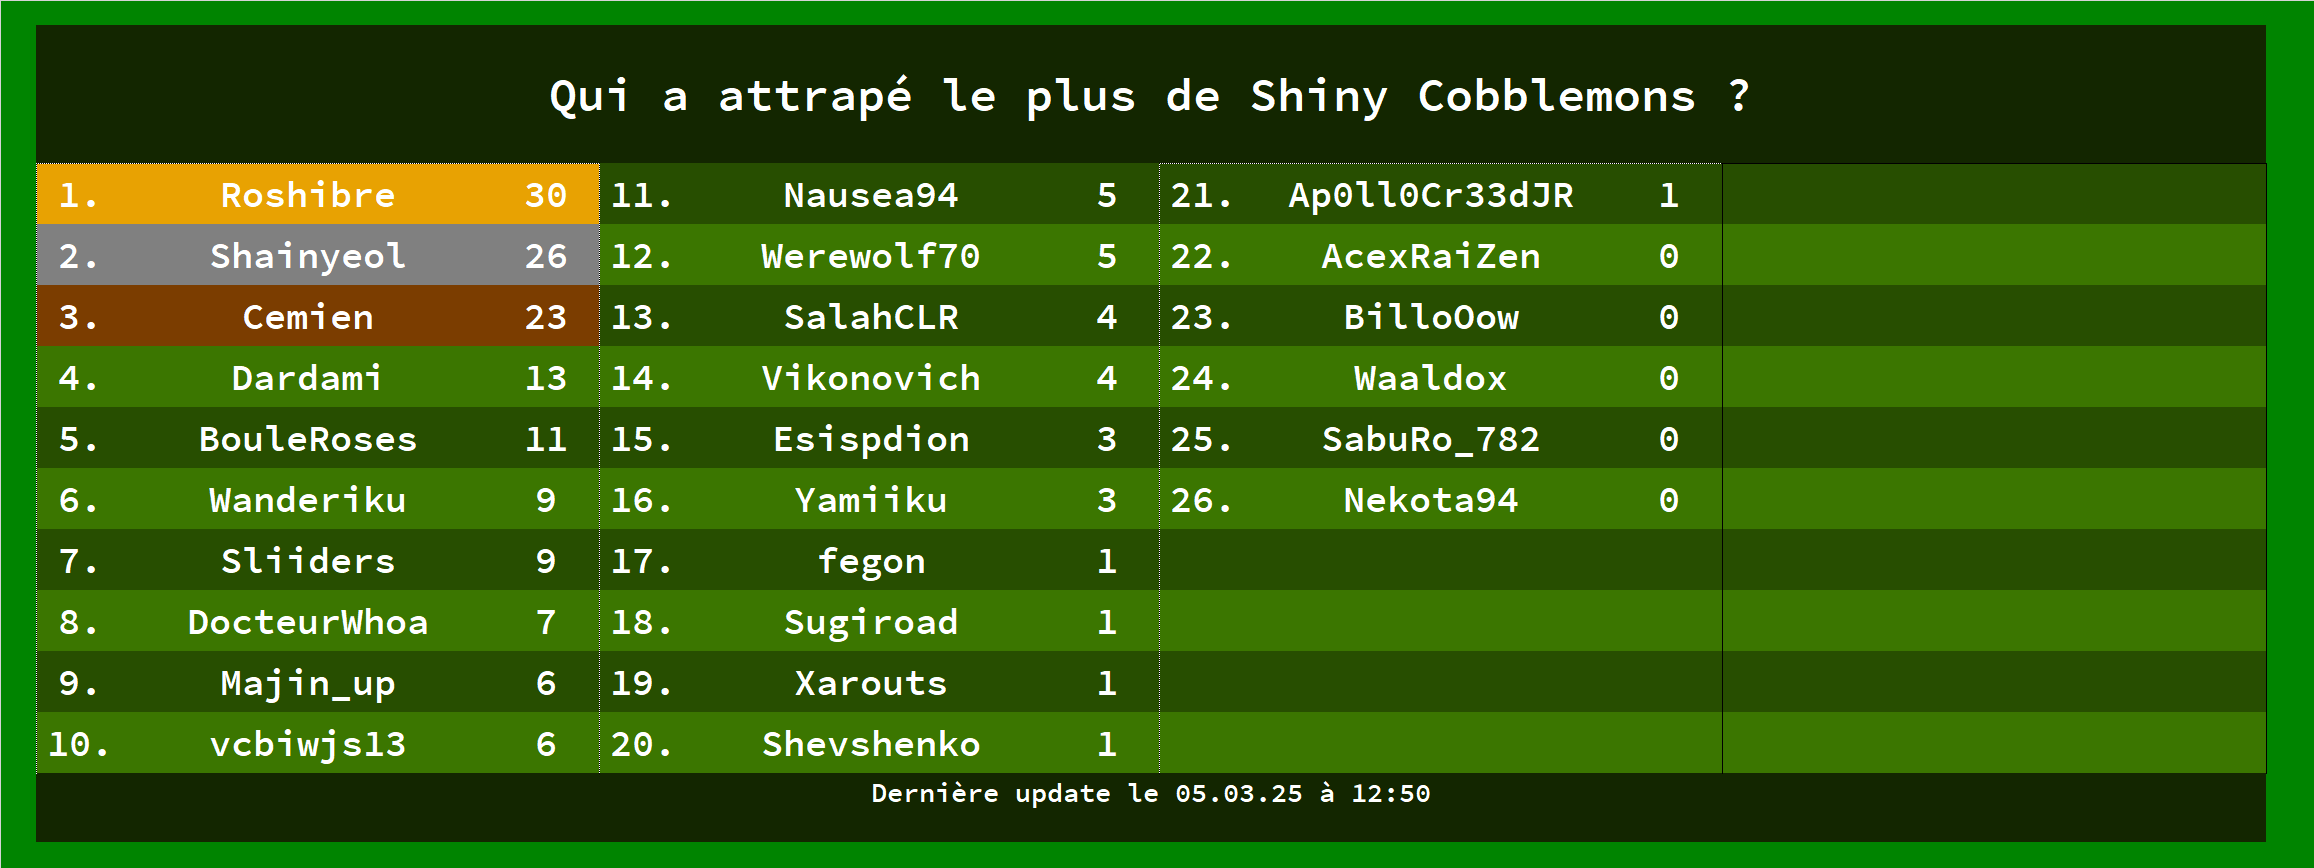 Qui a attrapé le plus de Shiny Cobblemons ?
1. Roshibre 30
2. Shainyeol 26
3. Cemien 23
4. Dardami 13
5. BouleRoses 11
6. Wanderiku 9
7. Sliiders 9
8. DocteurWhoa 7
9. Majin_up 6
10. vcbiwjs13 6
11. Nausea94 5
12. Werewolf70 5
13. SalahCLR 4
14. Vikonovich 4
15. Esispdion 3
16. Yamiiku 3
17. fegon 1
18. Sugiroad 1
19. Xarouts 1
20. Shevshenko 1
21. Ap0ll0Cr33dJR 1
22. AcexRaiZen 0
23. BilloOow 0
24. Waaldox 0
25. SabuRo_782 0
26. Nekota94 0
Dernière update le 05.03.25 à 12:50